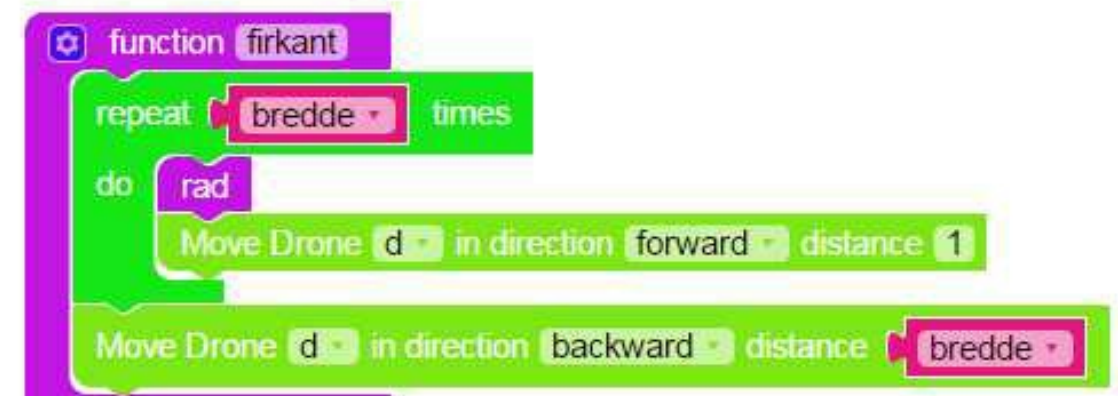 function firkant
repeat bredde times
do rad
Move Drone d in direction forward distance 1
Move Drone d in direction backward distance bredde